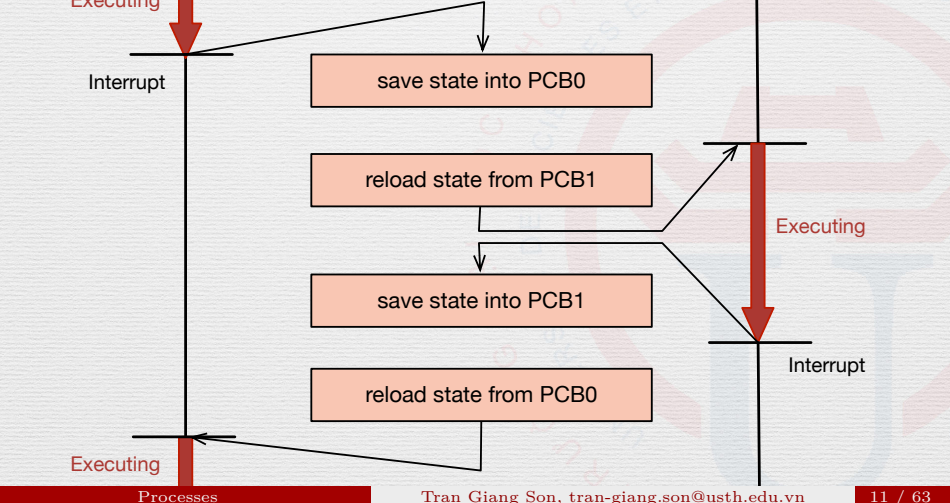 Executing
Interrupt
save state into PCB0
reload state from PCB1
Executing
save state into PCB1
Interrupt
reload state from PCB0
Executing
Processes
Tran Giang Son, tran-giang.son@usth.edu.vn
11 / 63